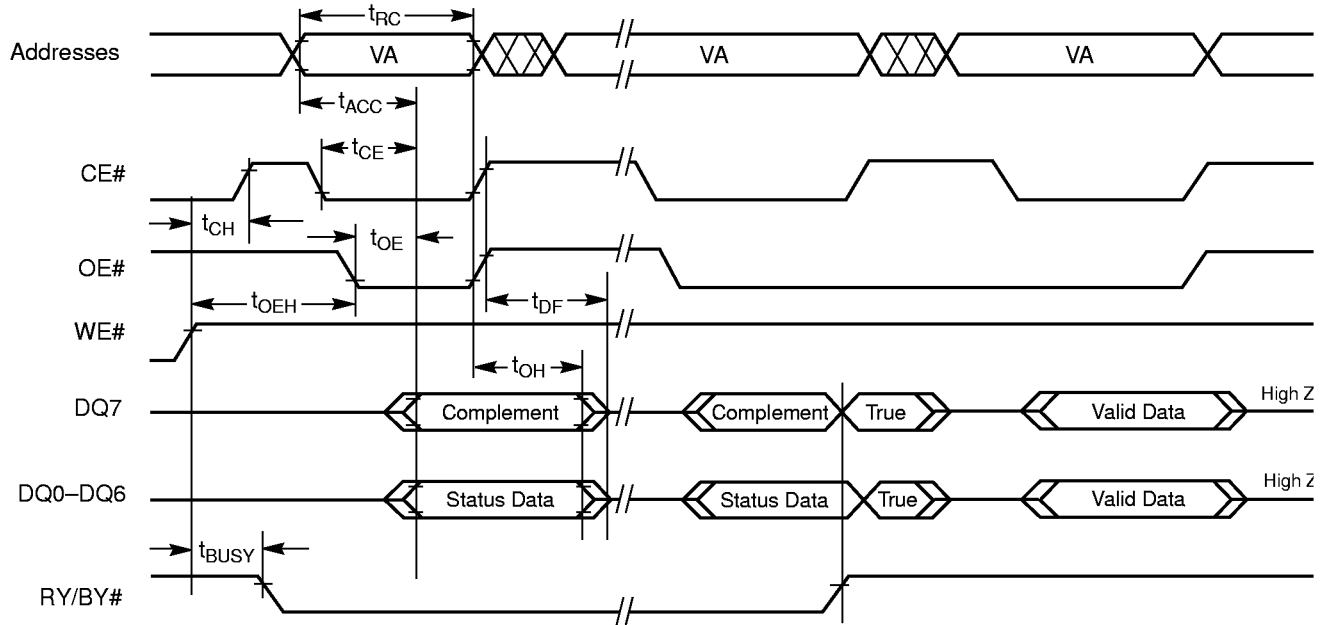 tRC
Addresses VA VA VA
tACC
tCE
CE#
tCH tOE
OE#
tOEH tDF
WE#
tOH
DQ7 Complement Complement True Valid Data High Z
DQ0–DQ6 Status Data Status Data True Valid Data High Z
tBUSY
RY/BY#